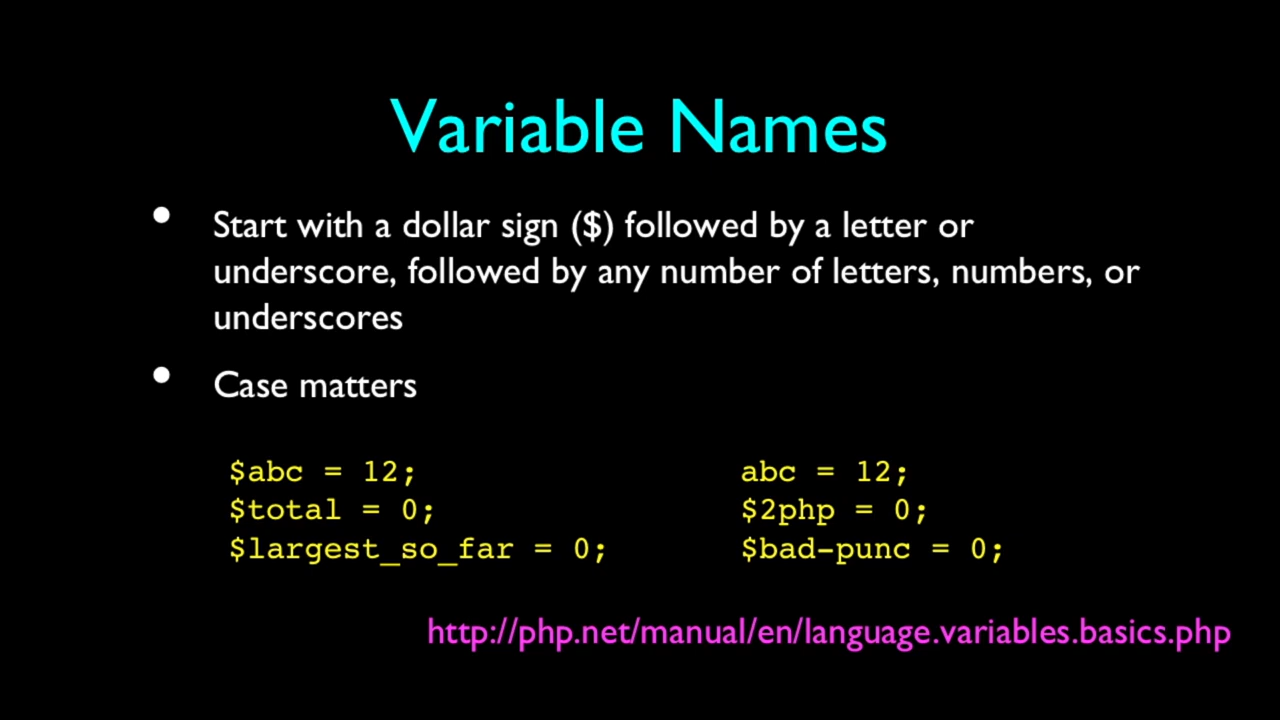 Variable Names
• Start with a dollar sign ($) followed by a letter or
underscore, followed by any number of letters, numbers, or
underscores
• Case matters
$abc = 12;
$total = 0;
$largest_so_far = 0;
abc = 12;
$2php = 0;
$bad-punc = 0;
http://php.net/manual/en/language.variables.basics.php